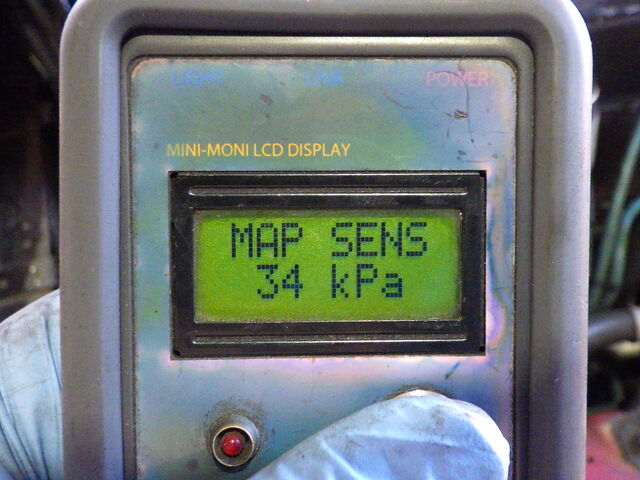 LIGHT LINK POWER
MINI-MONI LCD DISPLAY
MAP SENS
34 kPa